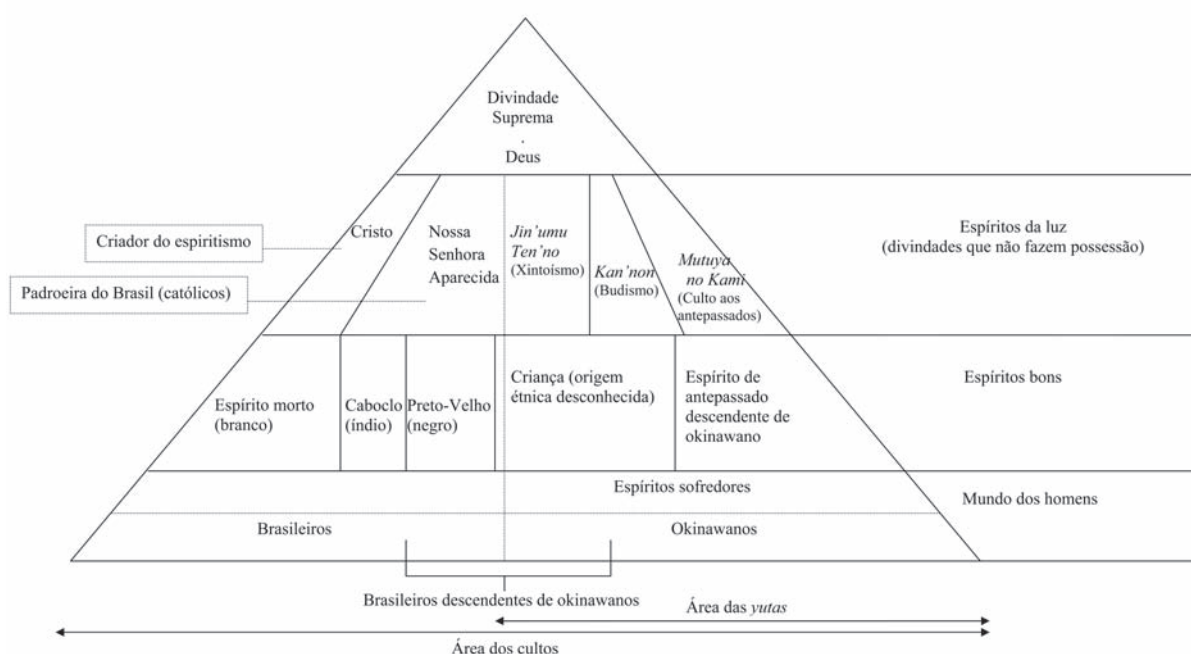 Divindade
Suprema
.
Deus
Criador do espiritismo
Padroeira do Brasil (católicos)
Cristo
Nossa
Senhora
Aparecida
Jin’umu
Ten’no
(Xintoísmo)
Kan’non
(Budismo)
Mutuya
no Kami
(Culto aos
antepassados)
Espíritos da luz
(divindades que não fazem possessão)
Espírito morto
(branco)
Caboclo
(índio)
Preto-Velho
(negro)
Criança (origem
étnica desconhecida)
Espírito de
antepassado
descendente de
okinawano
Espíritos bons
Espíritos sofredores
Mundo dos homens
Brasileiros
Okinawanos
Brasileiros descendentes de okinawanos
Área das yutas
Área dos cultos